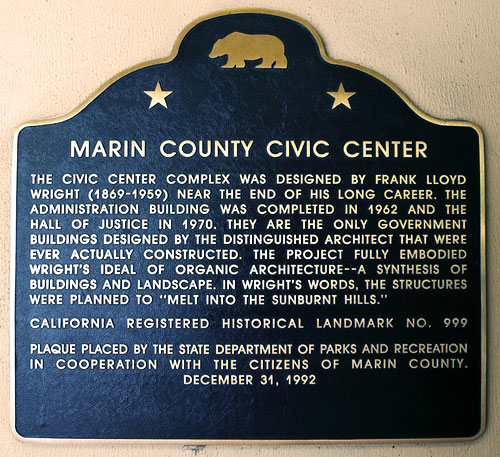 MARIN COUNTY CIVIC CENTER
THE CIVIC CENTER COMPLEX WAS DESIGNED BY FRANK LLOYD
WRIGHT (1869-1959) NEAR THE END OF HIS LONG CAREER. THE
ADMINISTRATION BUILDING WAS COMPLETED IN 1962 AND THE
HALL OF JUSTICE IN 1970. THEY ARE THE ONLY GOVERNMENT
BUILDINGS DESIGNED BY THE DISTINGUISHED ARCHITECT THAT WERE
EVER ACTUALLY CONSTRUCTED. THE PROJECT FULLY EMBODIED
WRIGHT'S IDEAL OF ORGANIC ARCHITECTURE--A SYNTHESIS OF
BUILDINGS AND LANDSCAPE. IN WRIGHT'S WORDS, THE STRUCTURES
WERE PLANNED TO "MELT INTO THE SUNBURNT HILLS."
CALIFORNIA REGISTERED HISTORICAL LANDMARK NO. 999
PLAQUE PLACED BY THE STATE DEPARTMENT OF PARKS AND RECREATION
IN COOPERATION WITH THE CITIZENS OF MARIN COUNTY.
DECEMBER 31, 1992